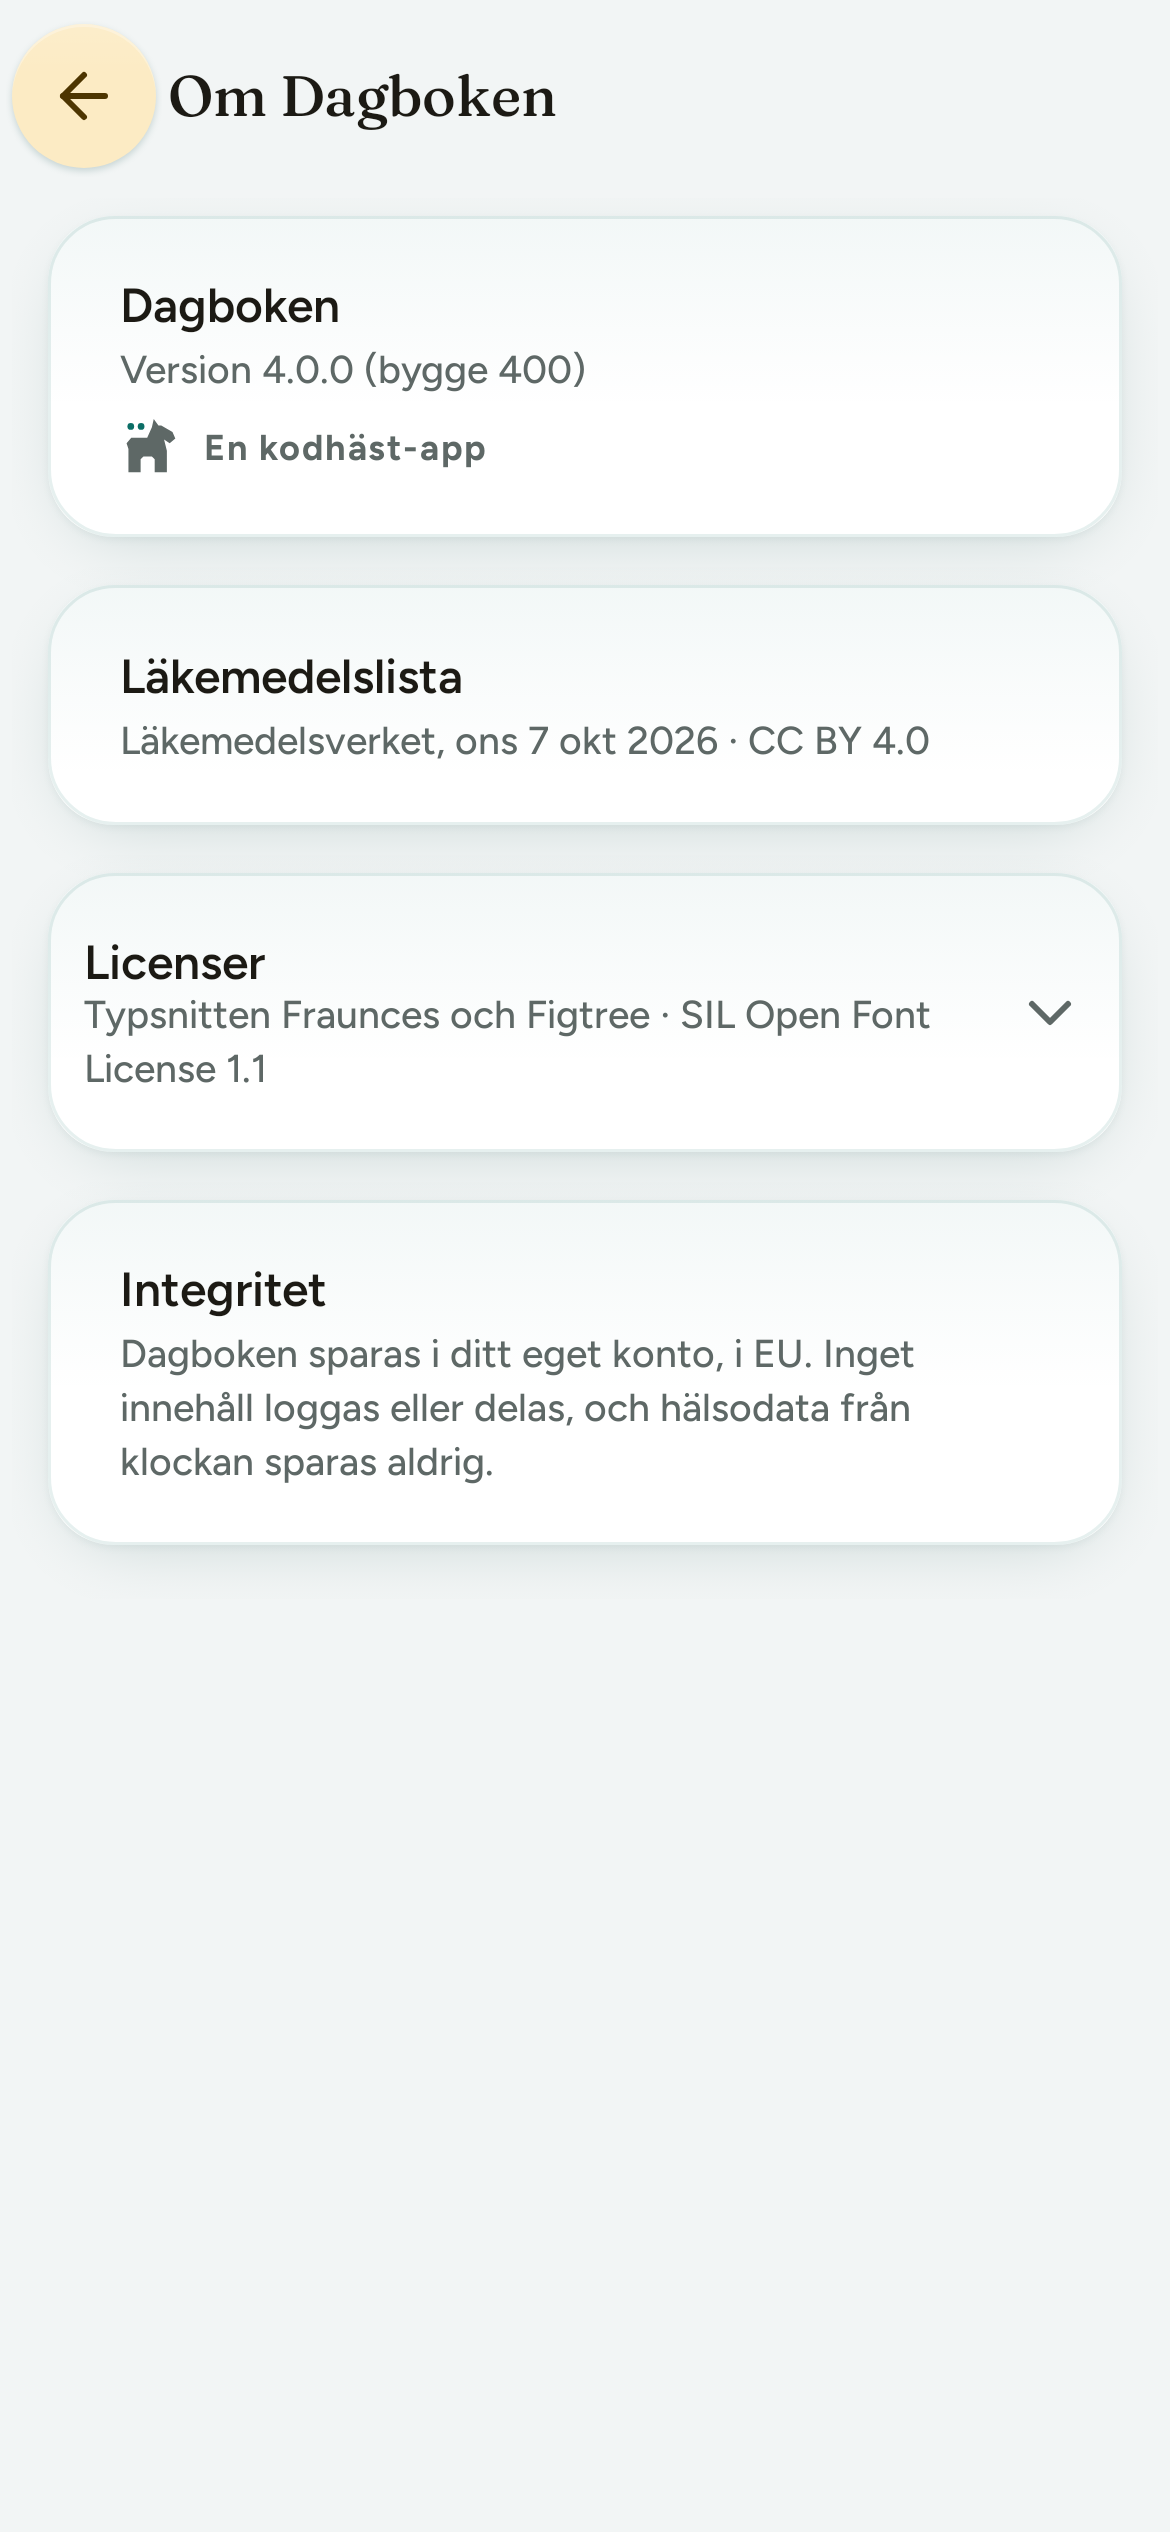 Om Dagboken
Dagboken
Version 4.0.0 (bygge 400)
En kodhäst-app
Läkemedelslista
Läkemedelsverket, ons 7 okt 2026 · CC BY 4.0
Licenser
Typsnitten Fraunces och Figtree · SIL Open Font
License 1.1
Integritet
Dagboken sparas i ditt eget konto, i EU. Inget
innehåll loggas eller delas, och hälsodata från
klockan sparas aldrig.